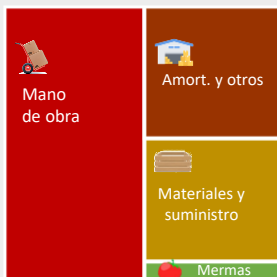 Mano
de obra
Amort. y otros
Materiales y
suministro
Mermas